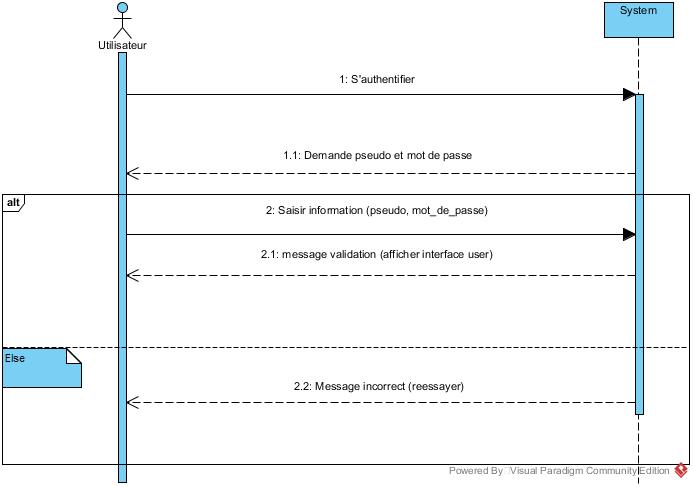 System
Utilisateur
1: S'authentifier
1.1: Demande pseudo et mot de passe
alt
2: Saisir information (pseudo, mot_de_passe)
2.1: message validation (afficher interface user)
Else
2.2: Message incorrect (reessayer)
Powered By Visual Paradigm Community Edition